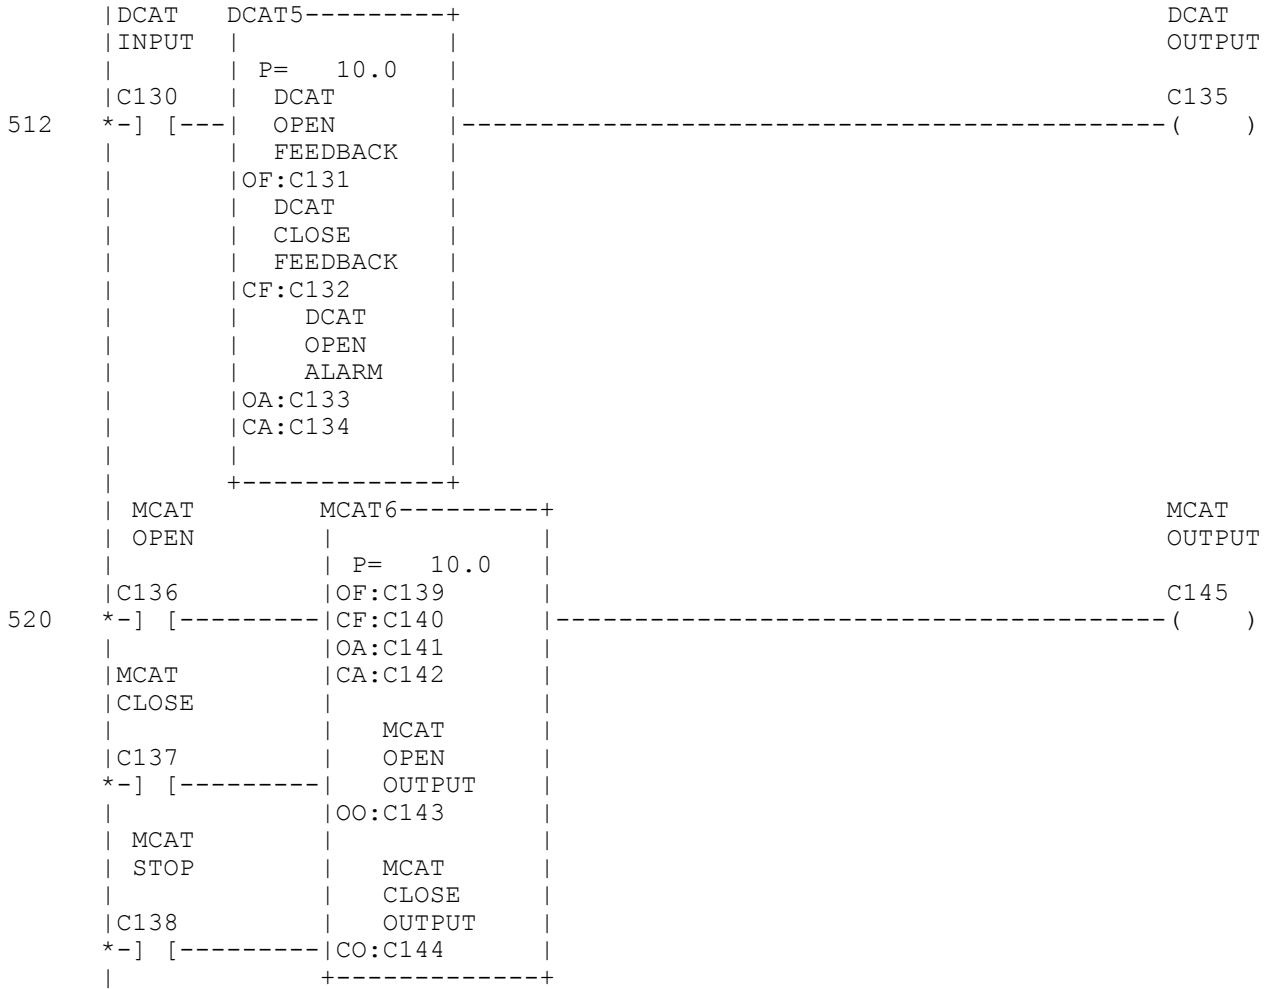 |DCAT   DCAT5---------+                                              DCAT
|INPUT  |             |                                              OUTPUT
|       | P=   10.0   |
|C130   |  DCAT       |                                              C135
512   *-] [---|  OPEN       |---------------------------------------------(    )
|       |  FEEDBACK   |
|       |OF:C131      |
|       |  DCAT       |
|       |  CLOSE      |
|       |  FEEDBACK   |
|       |CF:C132      |
|       |    DCAT     |
|       |    OPEN     |
|       |    ALARM    |
|       |OA:C133      |
|       |CA:C134      |
|       |             |
|       +-------------+
| MCAT        MCAT6---------+                                        MCAT
| OPEN        |             |                                        OUTPUT
|             | P=   10.0   |
|C136         |OF:C139      |                                        C145
520   *-] [---------|CF:C140      |---------------------------------------(    )
|             |OA:C141      |
|MCAT         |CA:C142      |
|CLOSE        |             |
|             |   MCAT      |
|C137         |   OPEN      |
*-] [---------|   OUTPUT    |
|             |OO:C143      |
| MCAT        |             |
| STOP        |   MCAT      |
|             |   CLOSE     |
|C138         |   OUTPUT    |
*-] [---------|CO:C144      |
|             +-------------+